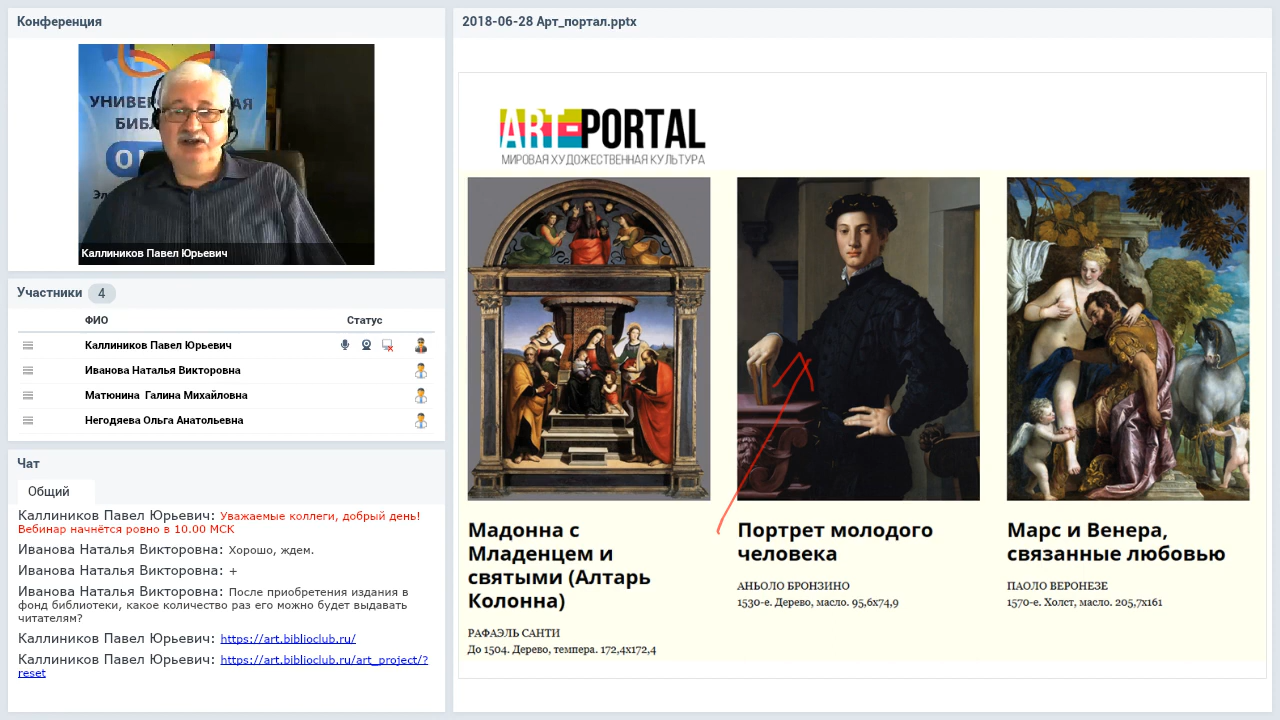 Конференция
УНИВЕР
АЯ
БИБЛ
Каллиников Павел Юрьевич
Участники 4
ФИО Статус
Каллиников Павел Юрьевич
Иванова Наталья Викторовна
Матюнина Галина Михайловна
Негодяева Ольга Анатольевна
Чат
Общий
Каллиников Павел Юрьевич: Уважаемые коллеги, добрый день!
Вебинар начнётся ровно в 10.00 МСК
Иванова Наталья Викторовна: Хорошо, ждем.
Иванова Наталья Викторовна: +
Иванова Наталья Викторовна: После приобретения издания в
фонд библиотеки, какое количество раз его можно будет выдавать
читателям?
Каллиников Павел Юрьевич: https://art.biblioclub.ru/
Каллиников Павел Юрьевич: https://art.biblioclub.ru/art_project/?
reset
2018-06-28 Арт_портал.pptx
ART-PORTAL
МИРОВАЯ ХУДОЖЕСТВЕННАЯ КУЛЬТУРА
Мадонна с
Младенцем и
святыми (Алтарь
Колонна)
РАФАЭЛЬ САНТИ
До 1504. Дерево, темпера. 172,4х172,4
Портрет молодого
человека
АНЬОЛО БРОНЗИНО
1530-е. Дерево, масло. 95,6х74,9
Марс и Венера,
связанные любовью
ПАОЛО ВЕРОНЕЗЕ
1570-е. Холст, масло. 205,7х161